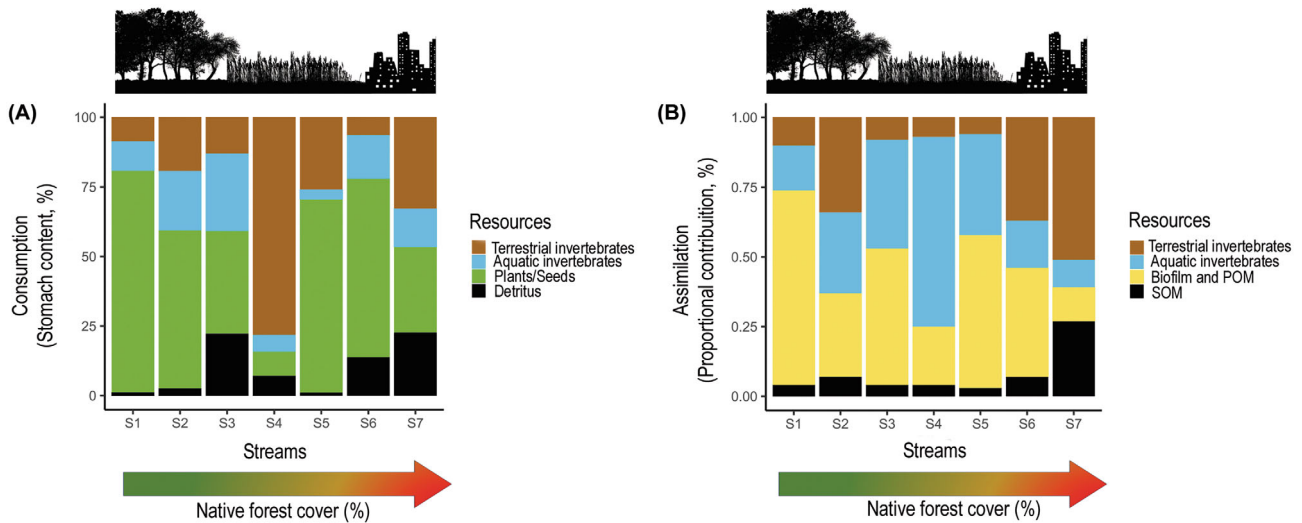 (A)
Consumption
(Stomach content, %)
100
75
50
25
0
S1 S2 S3 S4 S5 S6 S7
Streams
Native forest cover (%)
Resources
Terrestrial invertebrates
Aquatic invertebrates
Plants/Seeds
Detritus
(B)
Assimilation
(Proportional contribuition, %)
1.00
0.75
0.50
0.25
0.00
S1 S2 S3 S4 S5 S6 S7
Streams
Native forest cover (%)
Resources
Terrestrial invertebrates
Aquatic invertebrates
Biofilm and POM
SOM